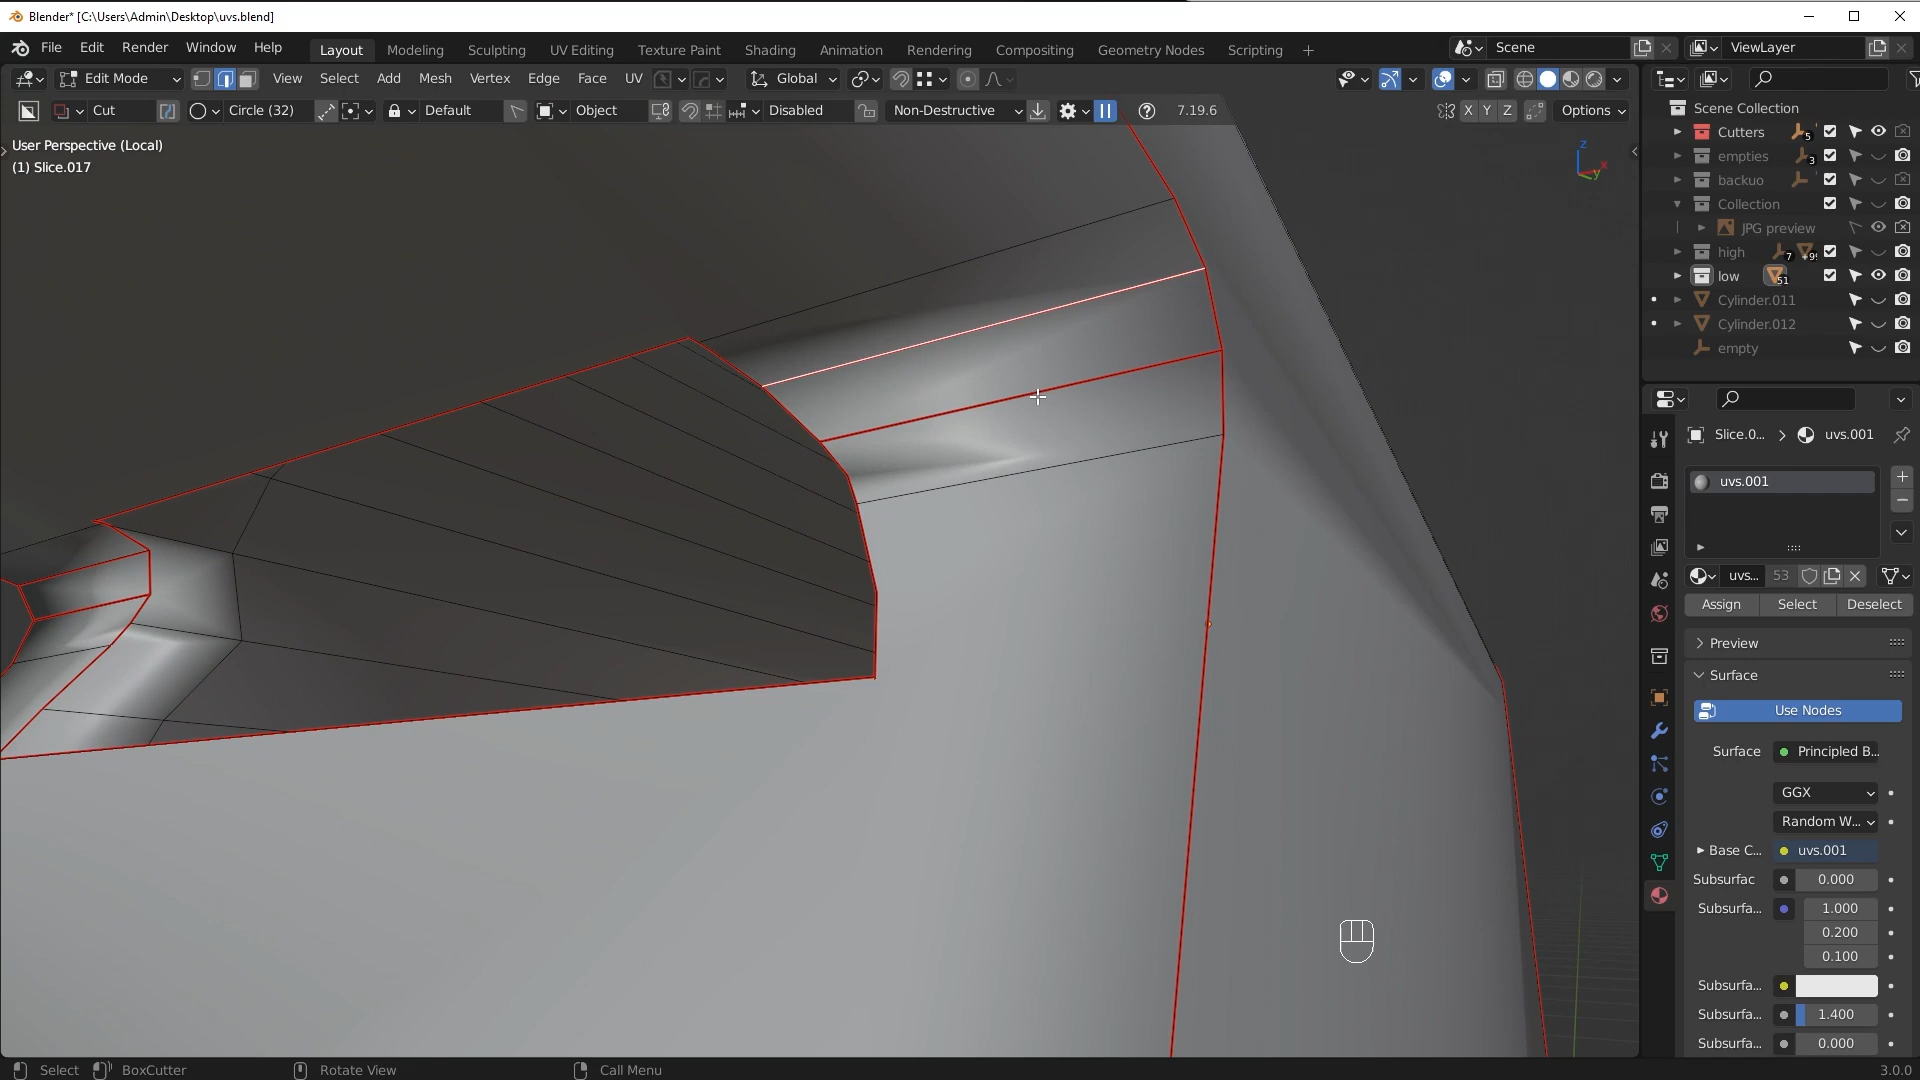 Blender* [C:\Users\Admin\Desktop\uvs.blend]
File Edit Render Window Help Layout Modeling Sculpting UV Editing Texture Paint Shading Animation Rendering Compositing Geometry Nodes Scripting + Scene ViewLayer
Edit Mode View Select Add Mesh Vertex Edge Face UV Global
Cut Circle (32) Default Object Disabled Non-Destructive 7.19.6 X Y Z Options
User Perspective (Local)
(1) Slice.017
Z
X
Y
Scene Collection
Cutters 5
empties 3
backuo
Collection
JPG preview
high 7
low 51
Cylinder.011
Cylinder.012
empty
Slice.0... uvs.001
uvs.001
uvs... 53
Assign Select Deselect
Preview
Surface
Use Nodes
Surface Principled B...
GGX
Random W...
Base C... uvs.001
Subsurfac 0.000
Subsurfa... 1.000
0.200
0.100
Subsurfa...
Subsurfa... 1.400
Subsurfa... 0.000
Select BoxCutter Rotate View Call Menu 3.0.0